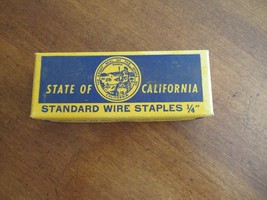 STATE OF CALIFORNIA
STANDARD WIRE STAPLES ¼"